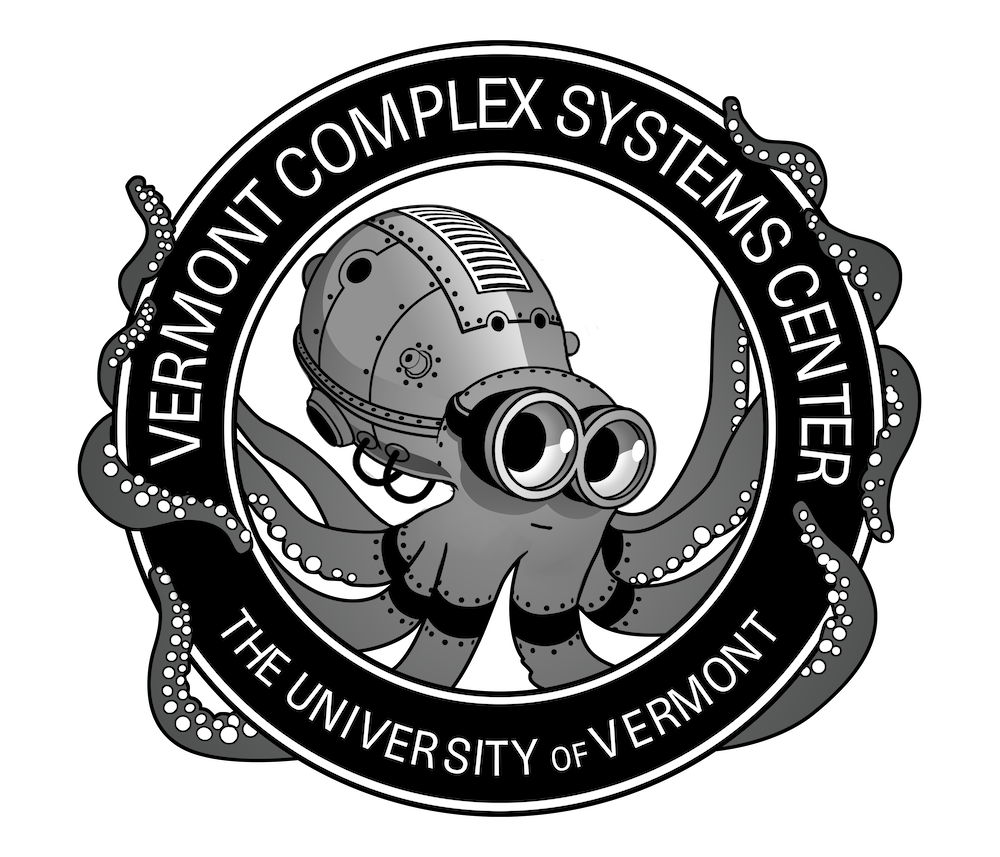 VERMONT COMPLEX SYSTEMS CENTER
THE UNIVERSITY OF VERMONT